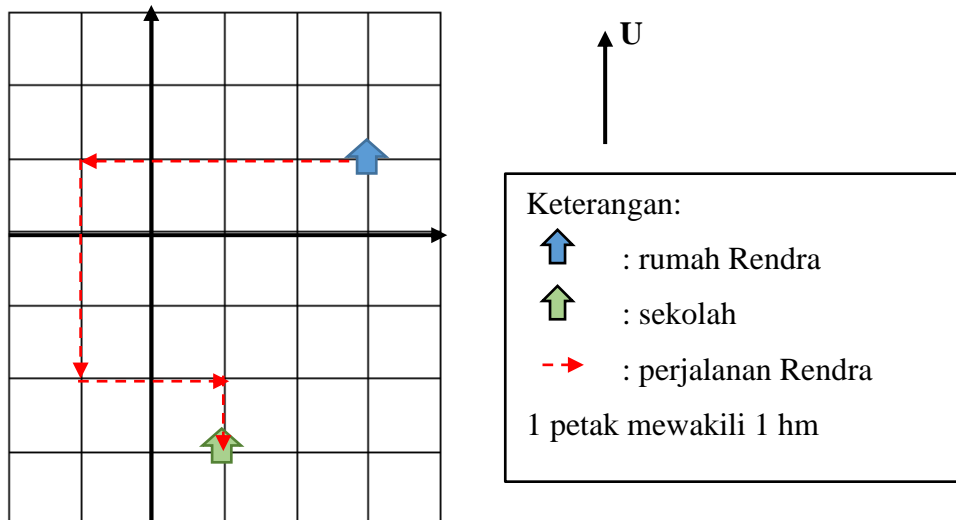 U
Keterangan:
: rumah Rendra
: sekolah
: perjalanan Rendra
1 petak mewakili 1 hm